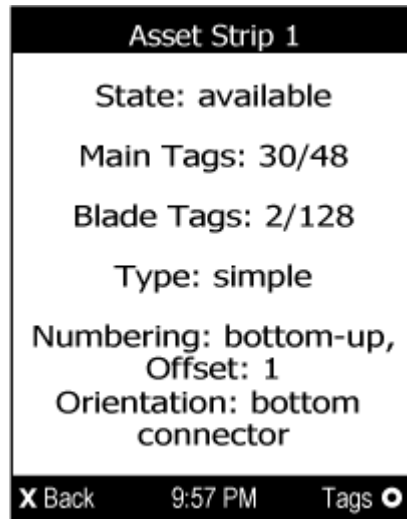 Asset Strip 1
State: available
Main Tags: 30/48
Blade Tags: 2/128
Type: simple
Numbering: bottom-up,
Offset: 1
Orientation: bottom
connector
X Back 9:57 PM Tags O